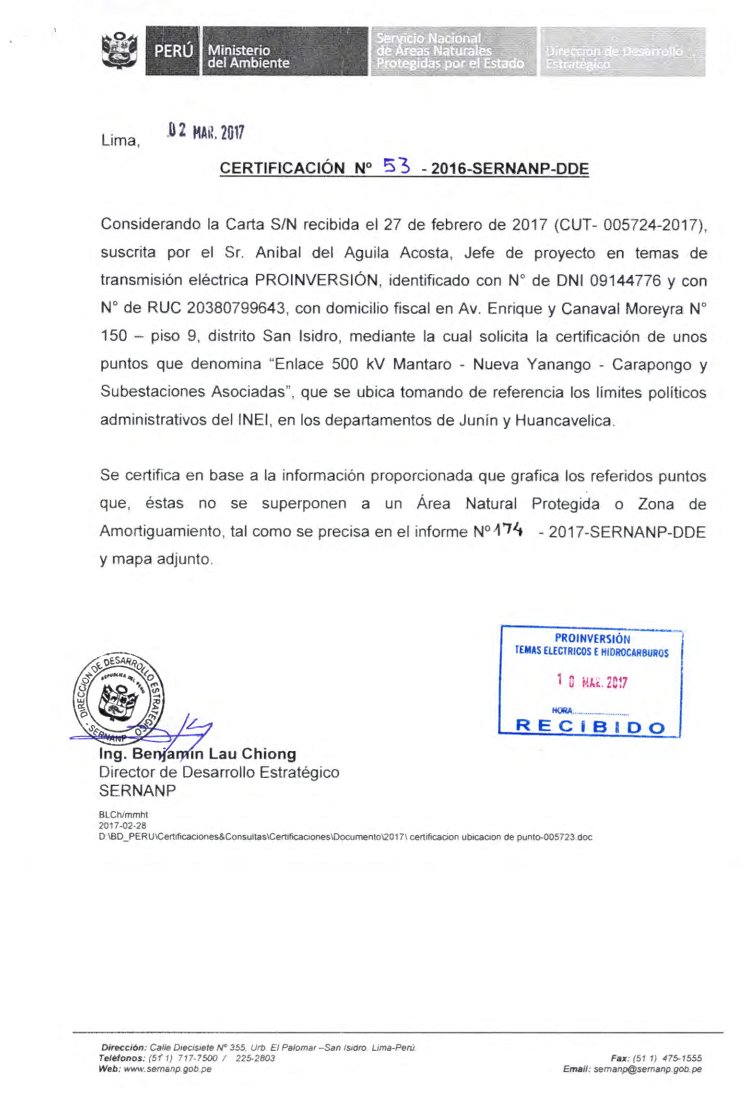 PERÚ
Ministerio
del Ambiente
Servicio Nacional
de Áreas Naturales
Protegidas por el Estado
Dirección de Desarrollo
Estratégico
Lima, 02 MAR. 2017
CERTIFICACIÓN Nº 53 - 2016-SERNANP-DDE
Considerando la Carta S/N recibida el 27 de febrero de 2017 (CUT- 005724-2017),
suscrita por el Sr. Aníbal del Aguila Acosta, Jefe de proyecto en temas de
transmisión eléctrica PROINVERSIÓN, identificado con N° de DNI 09144776 y con
N° de RUC 20380799643, con domicilio fiscal en Av. Enrique y Canaval Moreyra N°
150 – piso 9, distrito San Isidro, mediante la cual solicita la certificación de unos
puntos que denomina “Enlace 500 kV Mantaro - Nueva Yanango - Carapongo y
Subestaciones Asociadas”, que se ubica tomando de referencia los límites políticos
administrativos del INEI, en los departamentos de Junín y Huancavelica.
Se certifica en base a la información proporcionada que grafica los referidos puntos
que, éstas no se superponen a un Área Natural Protegida o Zona de
Amortiguamiento, tal como se precisa en el informe Nº 174 - 2017-SERNANP-DDE
y mapa adjunto.
PROINVERSIÓN
TEMAS ELECTRICOS E HIDROCARBUROS
10 MAR. 2017
HORA:....................
RECIBIDO
DIRECCIÓN DE DESARROLLO ESTRATÉGICO
REPUBLICA DEL PERU
- SERNANP -
Ing. Benjamín Lau Chiong
Director de Desarrollo Estratégico
SERNANP
BLCh/mmht
2017-02-28
D:\BD_PERU\Certificaciones&Consultas\Certificaciones\Documento\2017\ certificacion ubicacion de punto-005723.doc
Dirección: Calle Diecisiete Nº 355, Urb. El Palomar –San Isidro. Lima-Perú.
Teléfonos: (51 1) 717-7500 / 225-2803
Fax: (51 1) 475-1555
Web: www.sernanp.gob.pe
Email: sernanp@sernanp.gob.pe